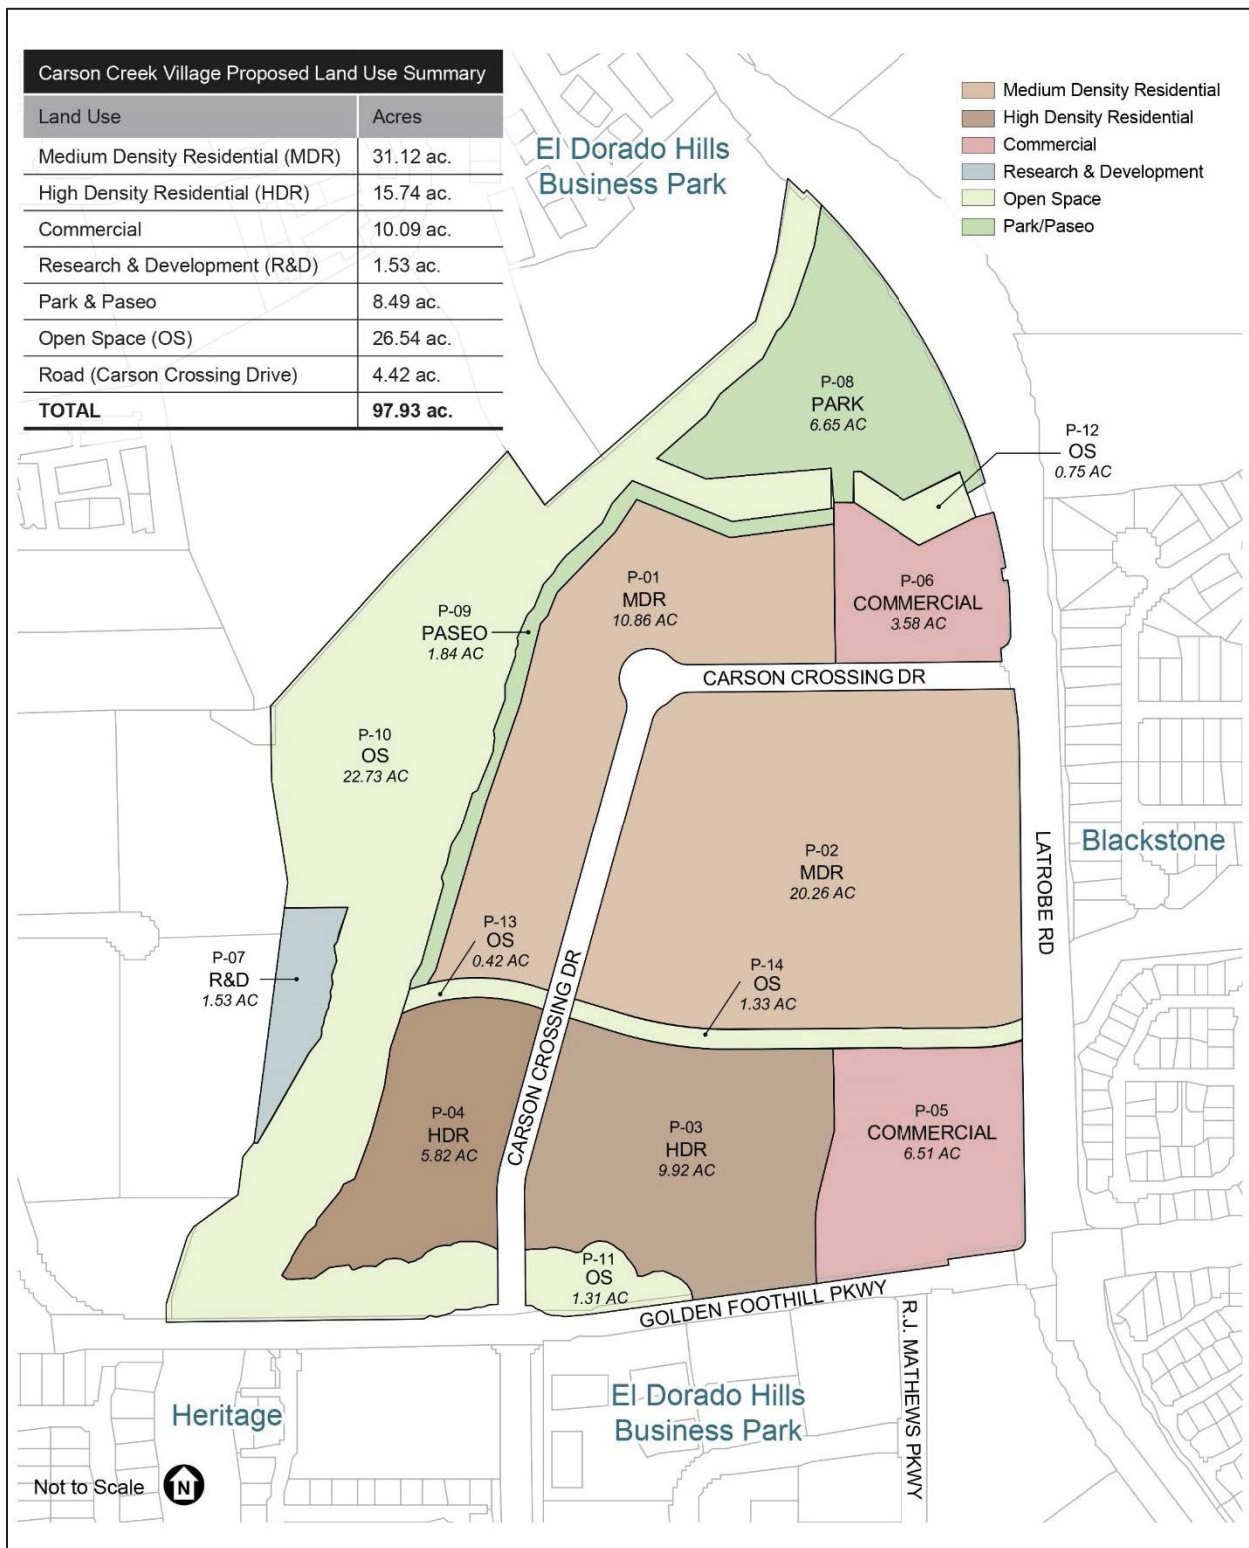 Carson Creek Village Proposed Land Use Summary
Land Use Acres
Medium Density Residential (MDR) 31.12 ac.
High Density Residential (HDR) 15.74 ac.
Commercial 10.09 ac.
Research & Development (R&D) 1.53 ac.
Park & Paseo 8.49 ac.
Open Space (OS) 26.54 ac.
Road (Carson Crossing Drive) 4.42 ac.
TOTAL 97.93 ac.
Medium Density Residential
High Density Residential
Commercial
Research & Development
Open Space
Park/Paseo
El Dorado Hills
Business Park
P-08
PARK
6.65 AC
P-12
OS
0.75 AC
P-01
MDR
10.86 AC
P-06
COMMERCIAL
3.58 AC
P-09
PASEO
1.84 AC
CARSON CROSSING DR
P-10
OS
22.73 AC
P-02
MDR
20.26 AC
LATROBE RD
Blackstone
P-13
OS
0.42 AC
P-07
R&D
1.53 AC
P-14
OS
1.33 AC
CARSON CROSSING DR
P-04
HDR
5.82 AC
P-03
HDR
9.92 AC
P-05
COMMERCIAL
6.51 AC
P-11
OS
1.31 AC
GOLDEN FOOTHILL PKWY
R.J. MATHEWS PKWY
Heritage
El Dorado Hills
Business Park
Not to Scale N